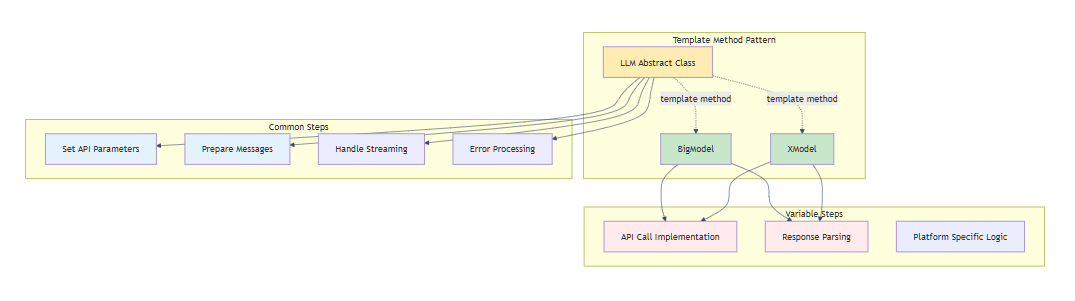 Template Method Pattern
LLM Abstract Class
template method
template method
Common Steps
Set API Parameters
Prepare Messages
Handle Streaming
Error Processing
BigModel
XModel
Variable Steps
API Call Implementation
Response Parsing
Platform Specific Logic